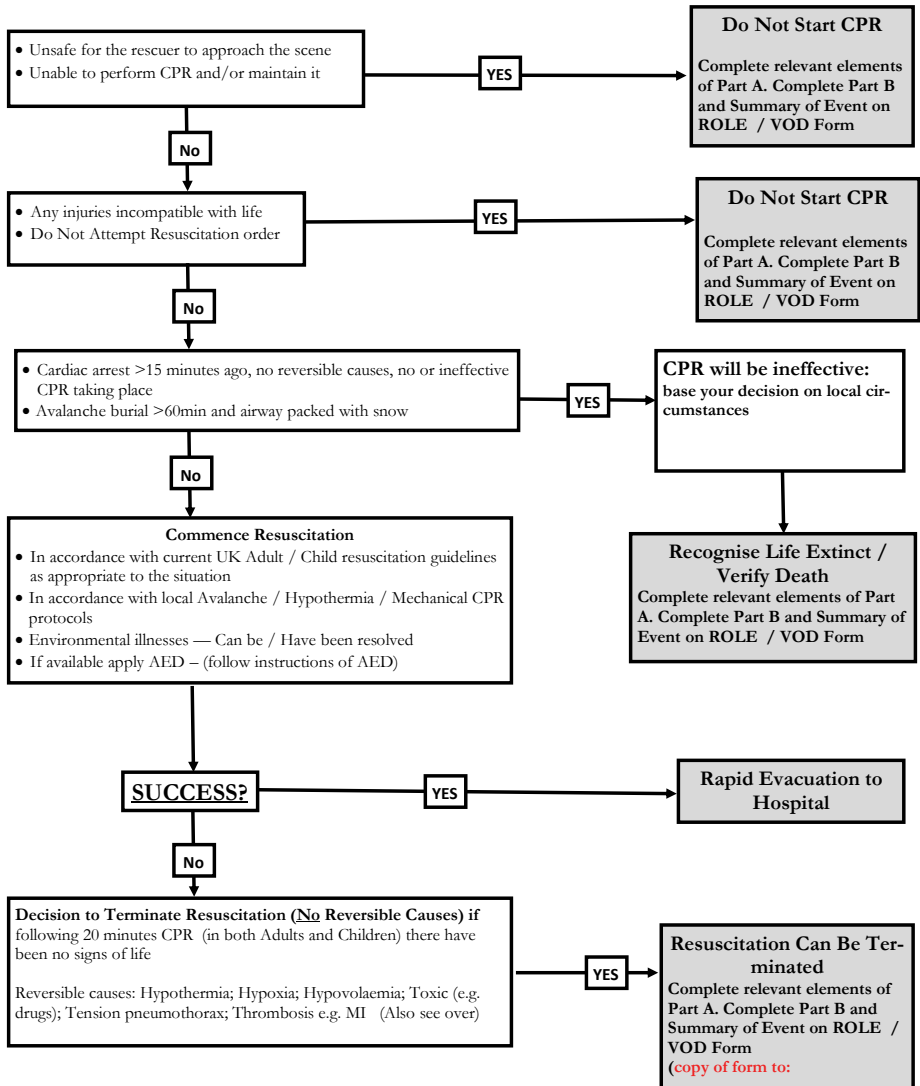 • Unsafe for the rescuer to approach the scene
• Unable to perform CPR and/or maintain it
YES
Do Not Start CPR
Complete relevant elements
of Part A. Complete Part B
and Summary of Event on
ROLE / VOD Form
No
• Any injuries incompatible with life
• Do Not Attempt Resuscitation order
YES
Do Not Start CPR
Complete relevant elements
of Part A. Complete Part B
and Summary of Event on
ROLE / VOD Form
No
• Cardiac arrest >15 minutes ago, no reversible causes, no or ineffective
CPR taking place
• Avalanche burial >60min and airway packed with snow
YES
CPR will be ineffective:
base your decision on local cir-
cumstances
No
Commence Resuscitation
• In accordance with current UK Adult / Child resuscitation guidelines
as appropriate to the situation
• In accordance with local Avalanche / Hypothermia / Mechanical CPR
protocols
• Environmental illnesses — Can be / Have been resolved
• If available apply AED – (follow instructions of AED)
Recognise Life Extinct /
Verify Death
Complete relevant elements of Part
A. Complete Part B and Summary of
Event on ROLE / VOD Form
SUCCESS?
YES
Rapid Evacuation to
Hospital
No
Decision to Terminate Resuscitation (No Reversible Causes) if
following 20 minutes CPR (in both Adults and Children) there have
been no signs of life
Reversible causes: Hypothermia; Hypoxia; Hypovolaemia; Toxic (e.g.
drugs); Tension pneumothorax; Thrombosis e.g. MI (Also see over)
YES
Resuscitation Can Be Ter-
minated
Complete relevant elements of
Part A. Complete Part B and
Summary of Event on ROLE /
VOD Form
(copy of form to: